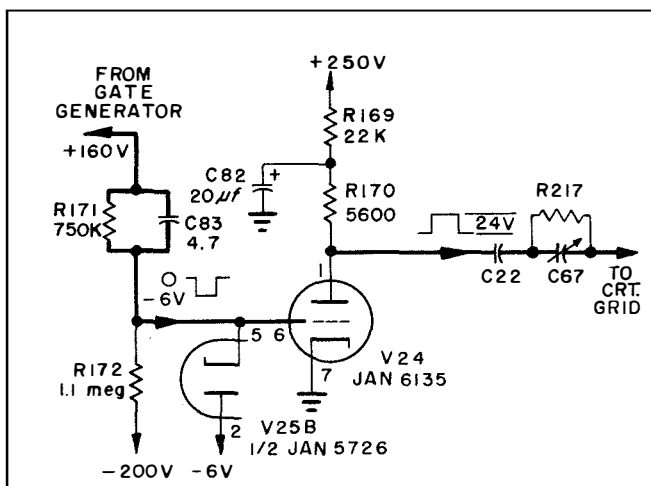 FROM
GATE
GENERATOR
+160V
R171
750K
C83
4.7
+250V
R169
22K
C82
20μf
+
R170
5600
24V
R217
C22
C67
TO
CRT.
GRID
O
-6V
1
5
6
7
V24
JAN 6135
R172
1.1 meg
2
V25B
1/2 JAN 5726
-200V
-6V